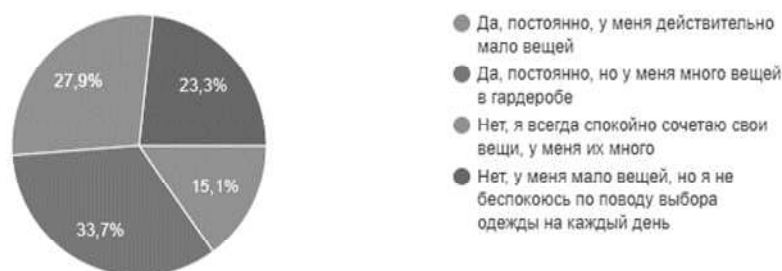 27,9%
23,3%
15,1%
33,7%
Да, постоянно, у меня действительно
мало вещей
Да, постоянно, но у меня много вещей
в гардеробе
Нет, я всегда спокойно сочетаю свои
вещи, у меня их много
Нет, у меня мало вещей, но я не
беспокоюсь по поводу выбора
одежды на каждый день